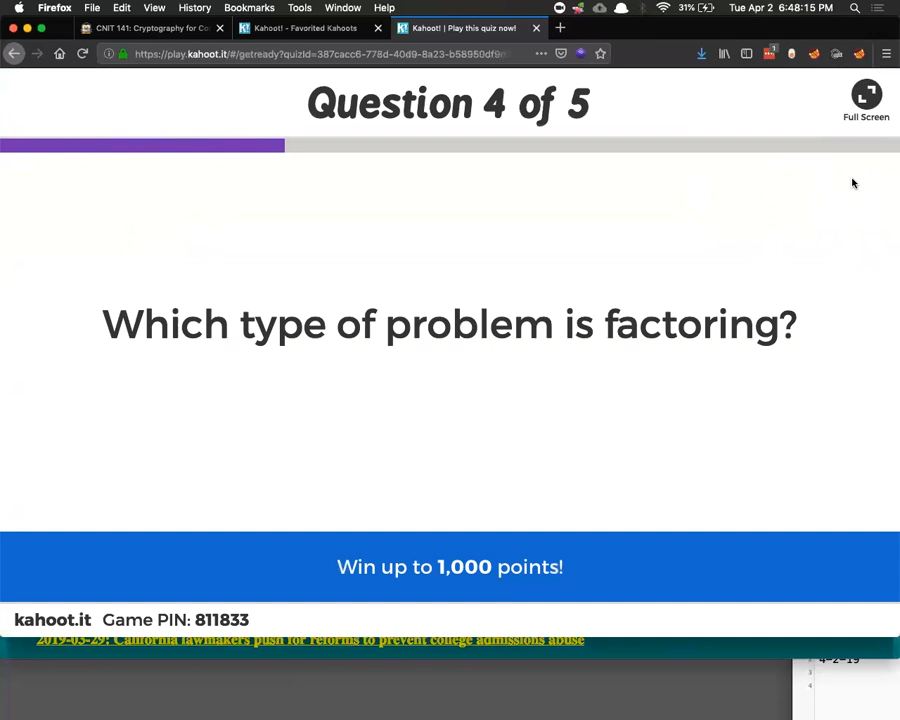 Firefox File Edit View History Bookmarks Tools Window Help 31% Tue Apr 2 6:48:15 PM
CNIT 141: Cryptography for Co Kahoot! - Favorited Kahoots Kahoot! | Play this quiz now!
https://play.kahoot.it/#/getready?quizId=387cacc6-778d-40d9-8a23-b58950df9 1
Question 4 of 5
Full Screen
Which type of problem is factoring?
Win up to 1,000 points!
kahoot.it Game PIN: 811833
2019-03-29: California lawmakers push for reforms to prevent college admissions abuse
4-2-19
3
4